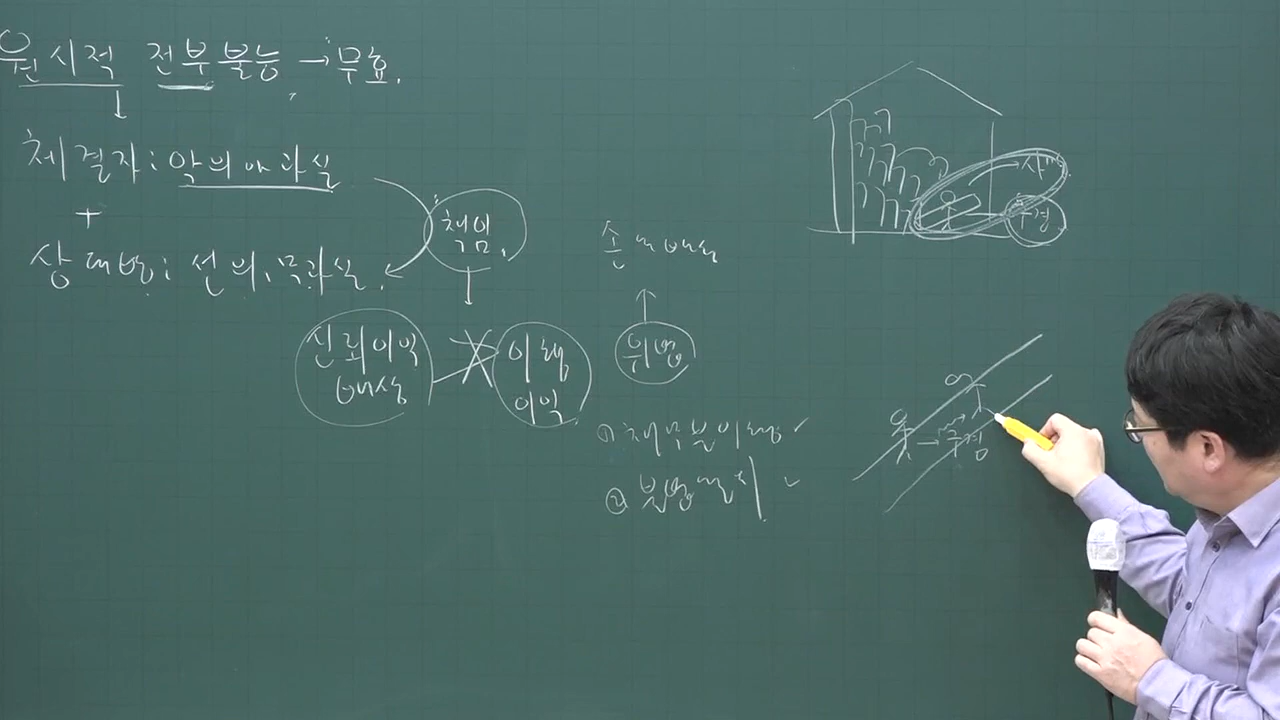 원시적 전부불능 → 무효.
체결자 : 악의 or 과실
+
상대방 : 선의, 무과실.
책임.
신뢰이익
배상
이행
이익
손해배상
위법
① 채무불이행 ✓
② 불법행위 ✓
구경